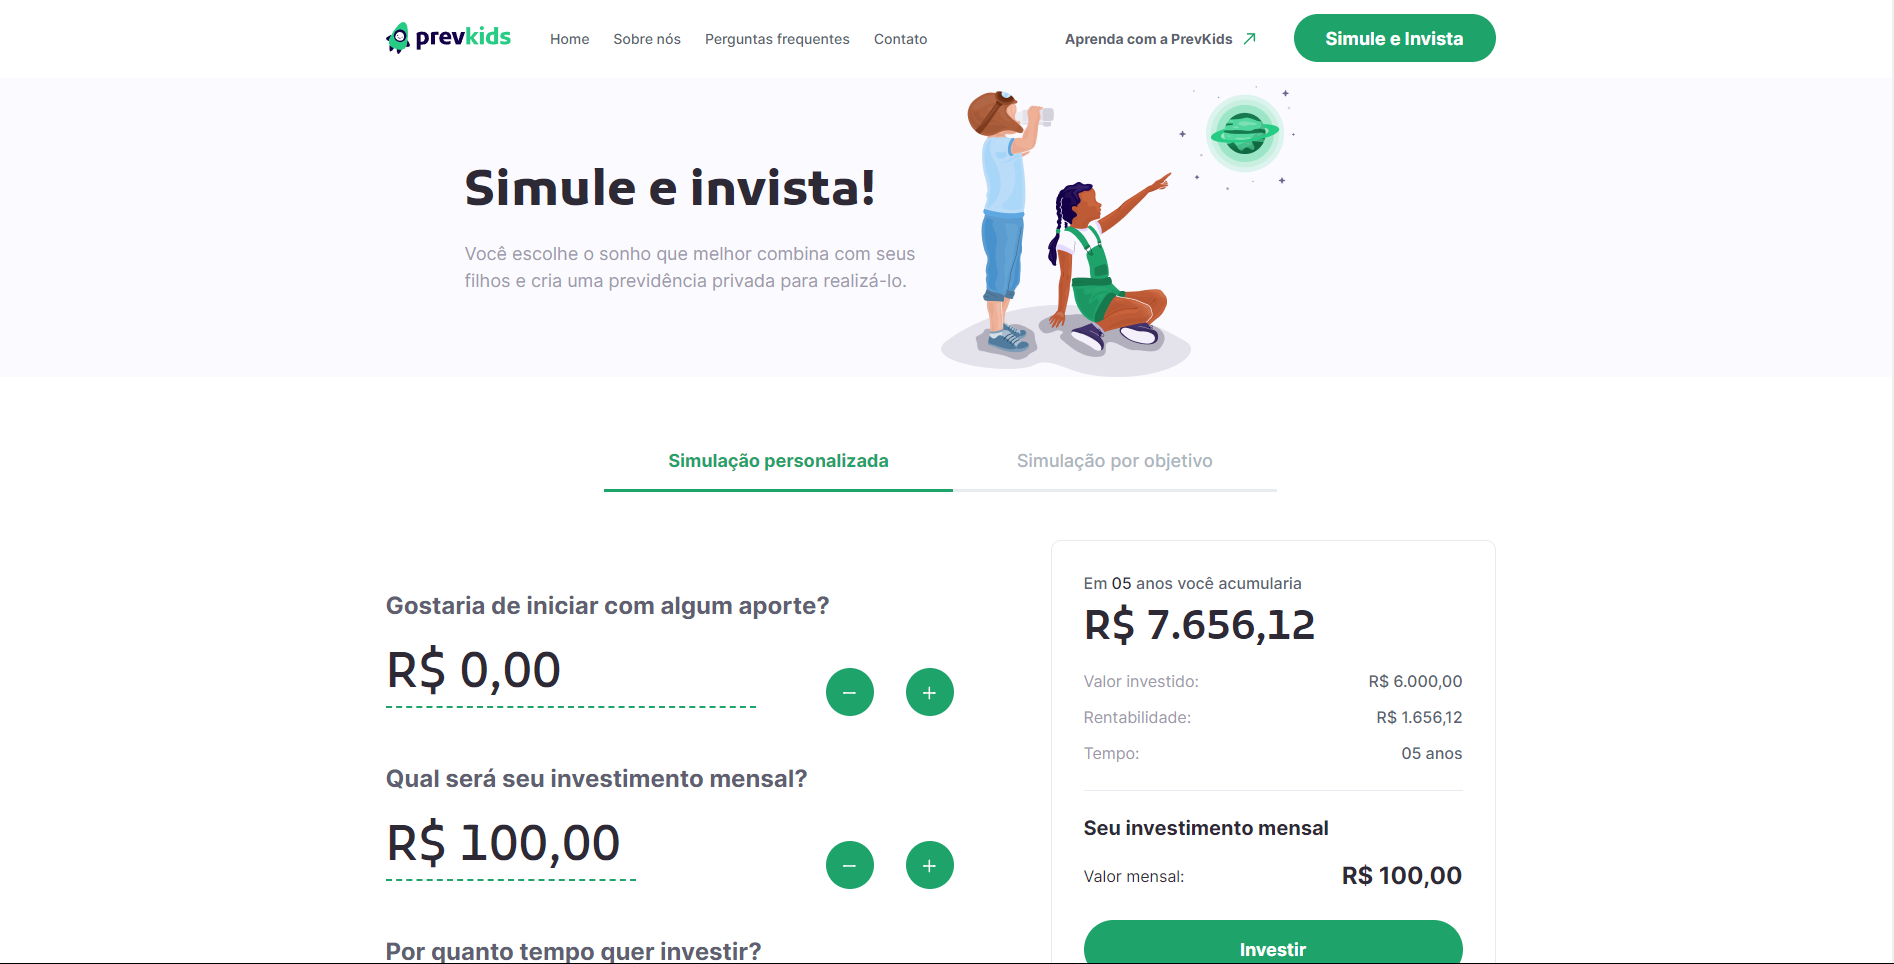 prevkids
Home
Sobre nós
Perguntas frequentes
Contato
Aprenda com a PrevKids
Simule e Invista
Simule e invista!
Você escolhe o sonho que melhor combina com seus
filhos e cria uma previdência privada para realizá-lo.
Simulação personalizada
Simulação por objetivo
Gostaria de iniciar com algum aporte?
R$ 0,00
Qual será seu investimento mensal?
R$ 100,00
Por quanto tempo quer investir?
Em 05 anos você acumularia
R$ 7.656,12
Valor investido: R$ 6.000,00
Rentabilidade: R$ 1.656,12
Tempo: 05 anos
Seu investimento mensal
Valor mensal: R$ 100,00
Investir